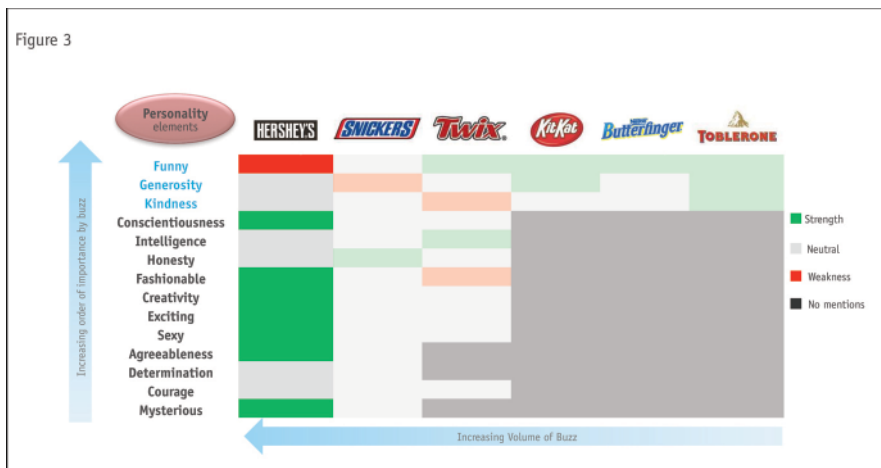 Figure 3
Personality
elements
HERSHEY'S
SNICKERS
Twix
KitKat
Butterfinger
TOBLERONE
Funny
Generosity
Kindness
Conscientiousness
Intelligence
Honesty
Fashionable
Creativity
Exciting
Sexy
Agreeableness
Determination
Courage
Mysterious
Increasing order of importance by buzz
Strength
Neutral
Weakness
No mentions
Increasing Volume of Buzz